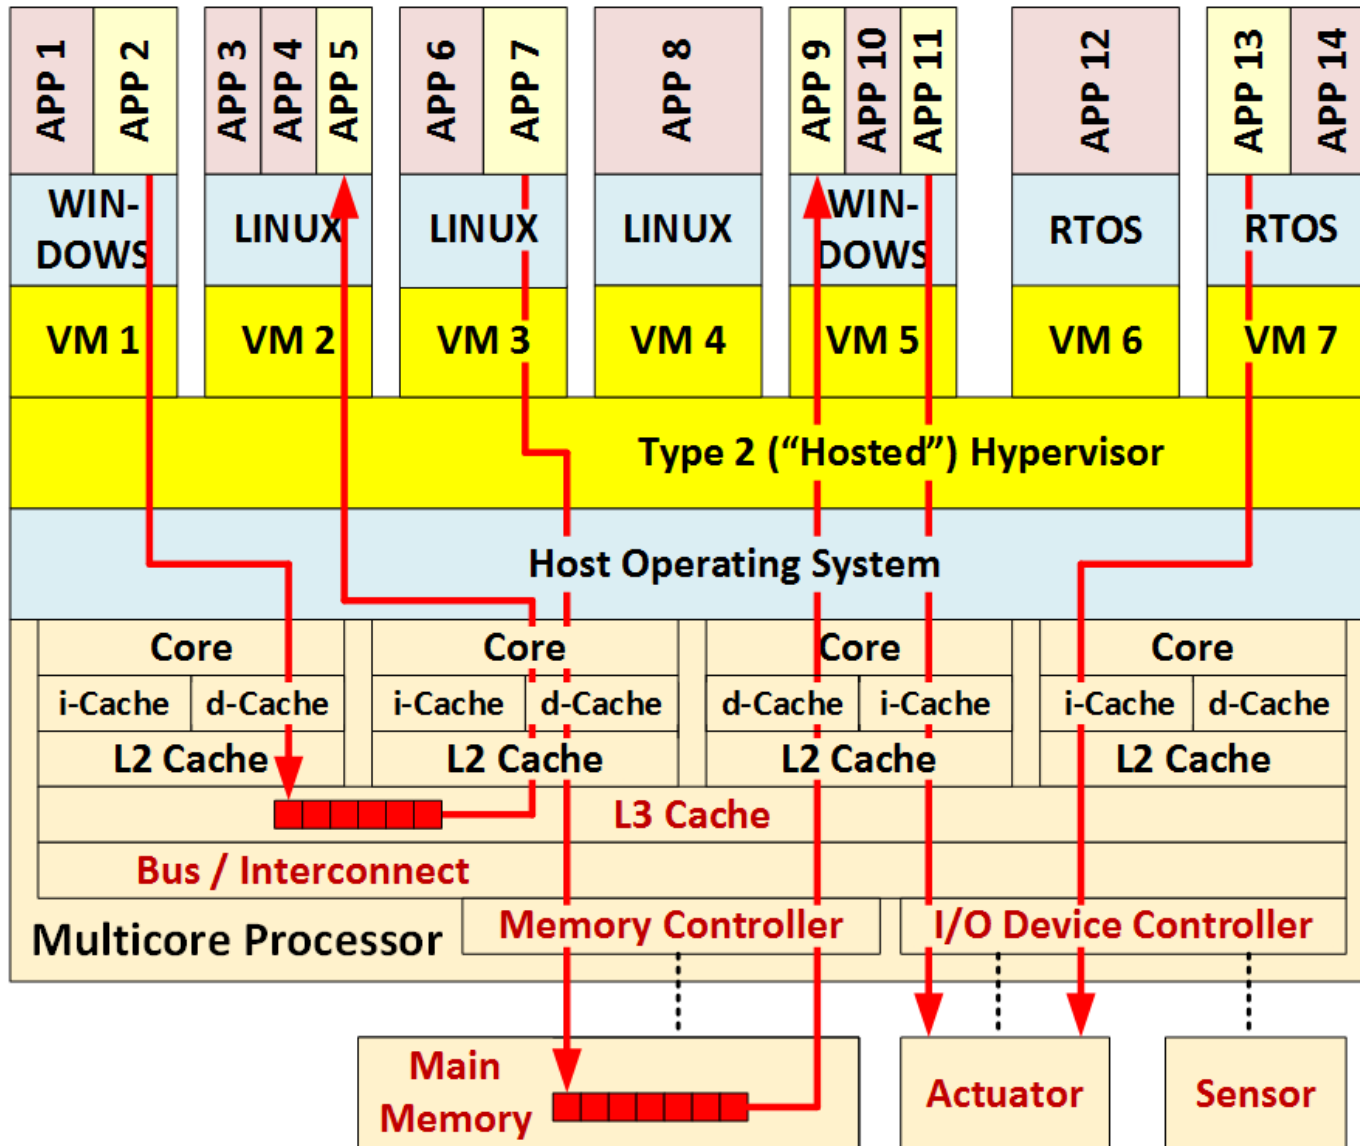 APP 1
APP 2
APP 3
APP 4
APP 5
APP 6
APP 7
APP 8
APP 9
APP 10
APP 11
APP 12
APP 13
APP 14
WIN-
DOWS
LINUX
LINUX
LINUX
WIN-
DOWS
RTOS
RTOS
VM 1
VM 2
VM 3
VM 4
VM 5
VM 6
VM 7
Type 2 (“Hosted”) Hypervisor
Host Operating System
Core
Core
Core
Core
i-Cache
d-Cache
i-Cache
d-Cache
d-Cache
i-Cache
i-Cache
d-Cache
L2 Cache
L2 Cache
L2 Cache
L2 Cache
L3 Cache
Bus / Interconnect
Multicore Processor
Memory Controller
I/O Device Controller
Main
Memory
Actuator
Sensor